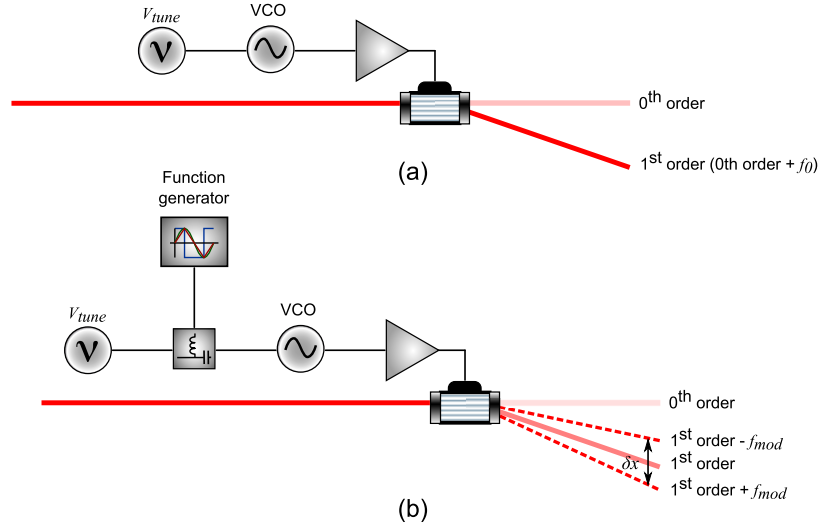 V_tune
VCO
V
0^th order
1^st order (0th order + f_0)
(a)
Function
generator
V_tune
VCO
V
0^th order
1^st order - f_mod
δx
1^st order
1^st order + f_mod
(b)